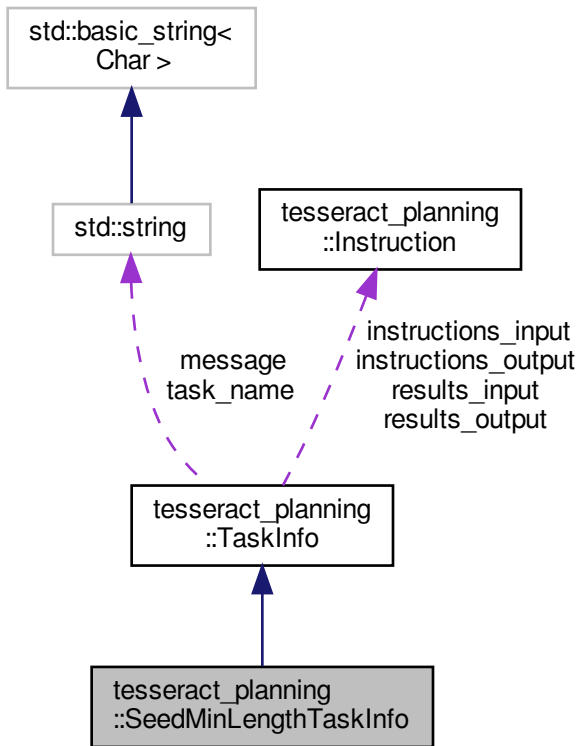 std::basic_string<
Char >
std::string
tesseract_planning
::Instruction
message
task_name
instructions_input
instructions_output
results_input
results_output
tesseract_planning
::TaskInfo
tesseract_planning
::SeedMinLengthTaskInfo